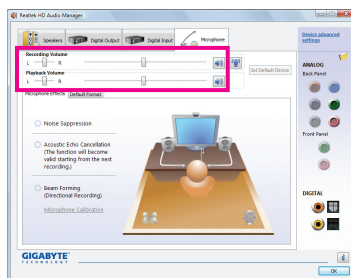 Realtek HD Audio Manager
Speakers
Digital Output
Digital Input
Microphone
Device advanced
settings
Recording Volume
L
R
Set Default Device
Playback Volume
L
R
ANALOG
Back Panel
Microphone Effects
Default Format
Noise Suppression
Acoustic Echo Cancellation
(The function will become
valid starting from the next
recording.)
Front Panel
Beam Forming
(Directional Recording)
Microphone Calibration
DIGITAL
GIGABYTE
TECHNOLOGY
OK